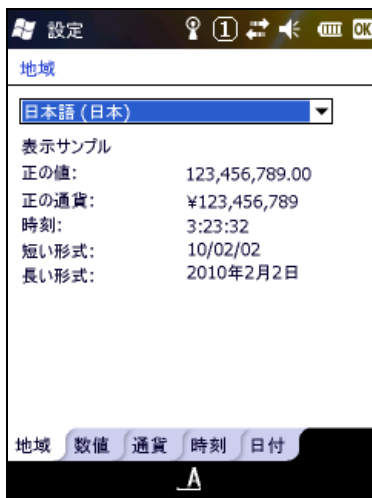 設定 1 OK
地域
日本語 (日本)
表示サンプル
正の値: 123,456,789.00
正の通貨: ¥123,456,789
時刻: 3:23:32
短い形式: 10/02/02
長い形式: 2010年2月2日
地域 数値 通貨 時刻 日付
A